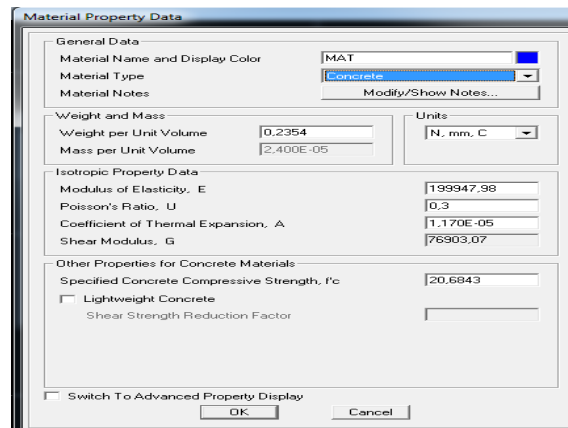 Material Property Data
General Data
Material Name and Display Color MAT
Material Type Concrete
Material Notes Modify/Show Notes...
Weight and Mass Units
Weight per Unit Volume 0,2354 N, mm, C
Mass per Unit Volume 2,400E-05
Isotropic Property Data
Modulus of Elasticity, E 199947,98
Poisson's Ratio, U 0,3
Coefficient of Thermal Expansion, A 1,170E-05
Shear Modulus, G 76903,07
Other Properties for Concrete Materials
Specified Concrete Compressive Strength, f'c 20,6843
Lightweight Concrete
Shear Strength Reduction Factor
Switch To Advanced Property Display
OK Cancel